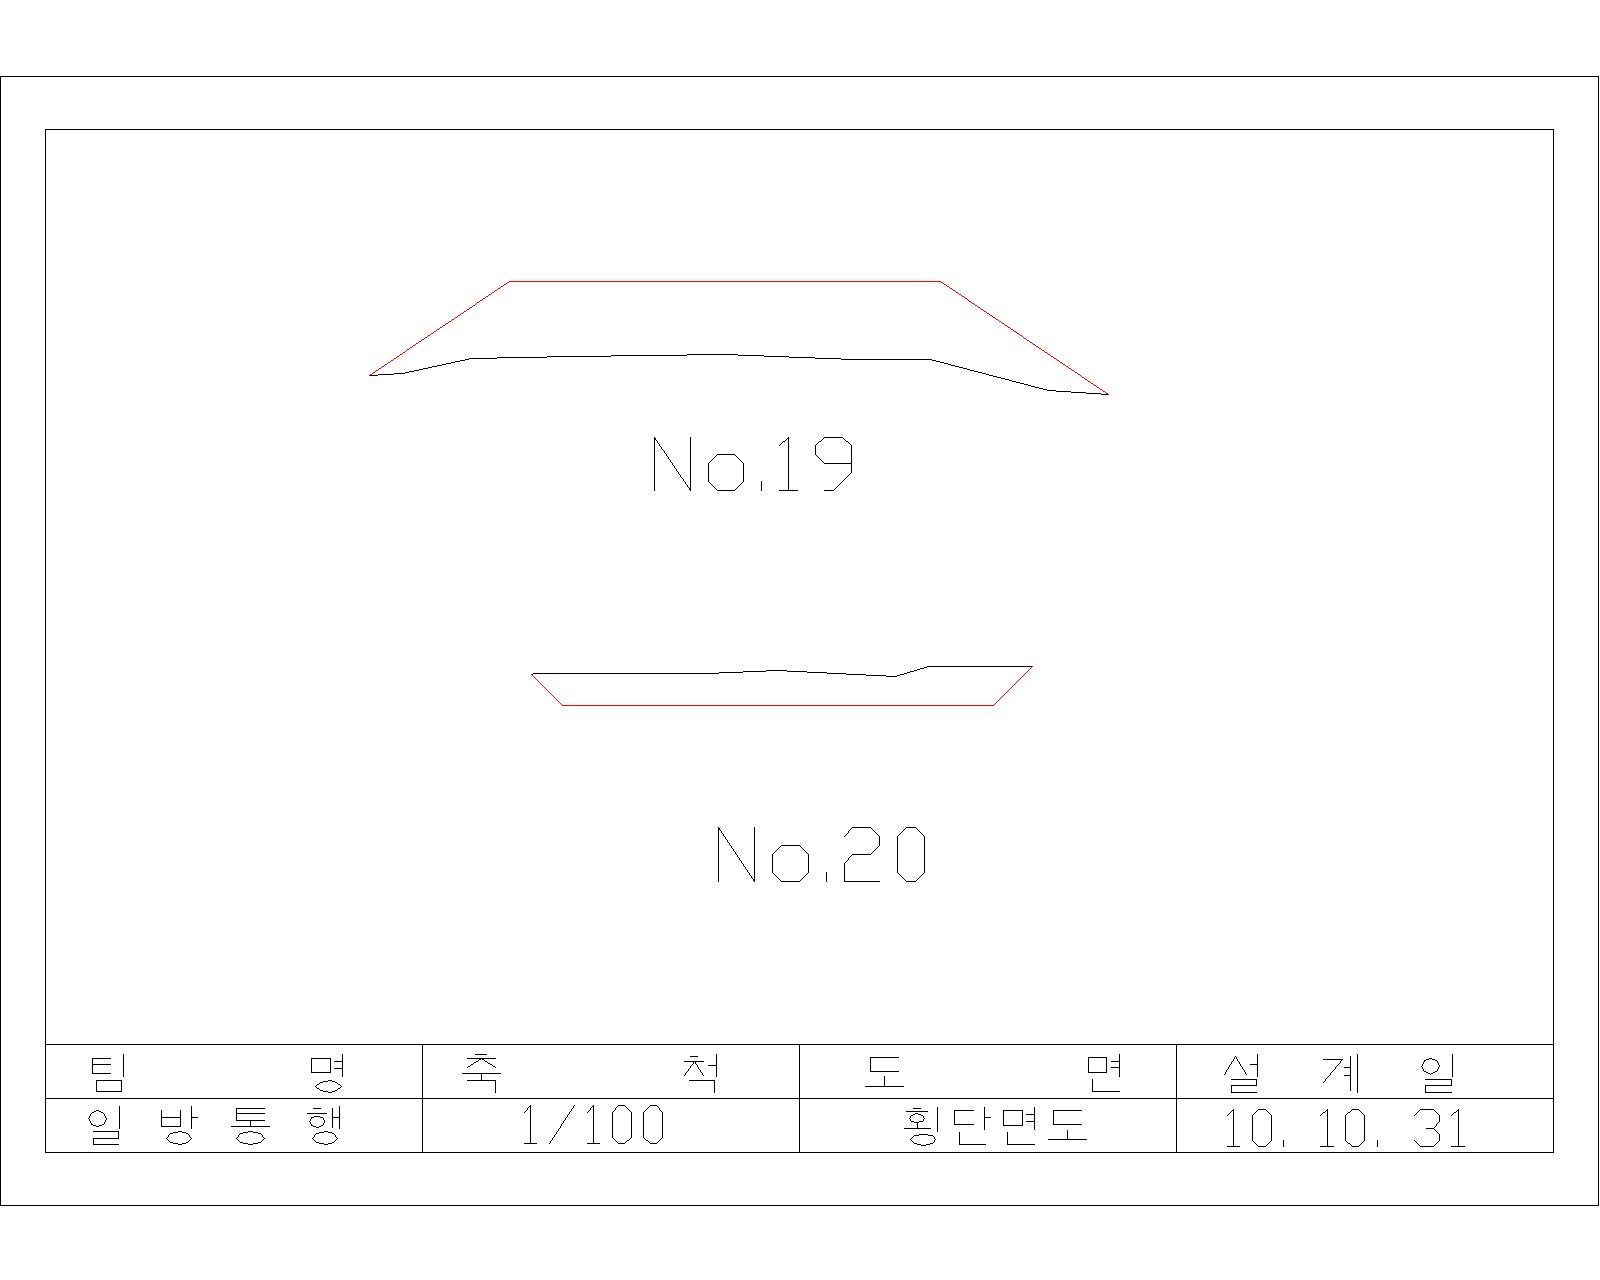 No.19
No.20
팀 명 축 척 도 면 설 계 일
일 방 통 행 1/100 횡단면도 10. 10. 31